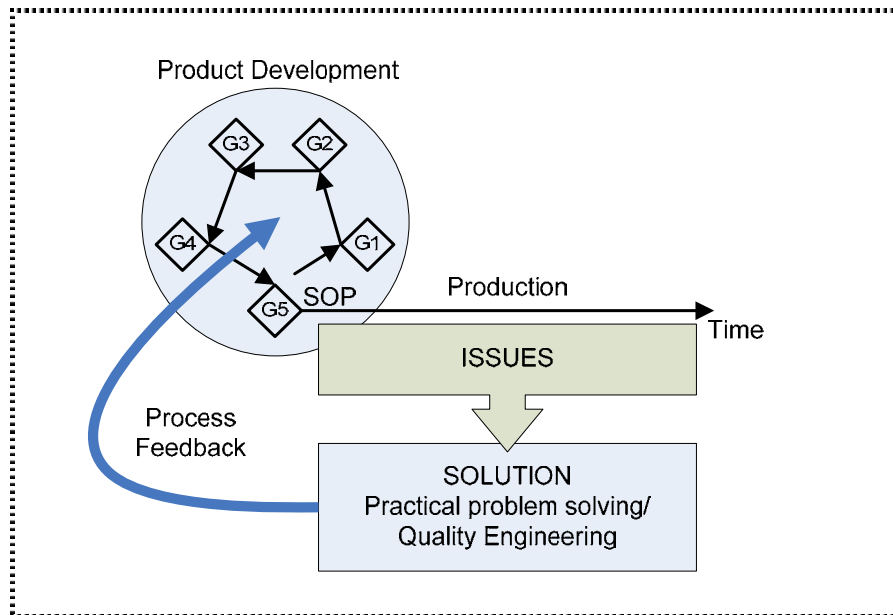 Product Development
G3
G2
G4
G1
G5
SOP
Production
Time
ISSUES
Process
Feedback
SOLUTION
Practical problem solving/
Quality Engineering